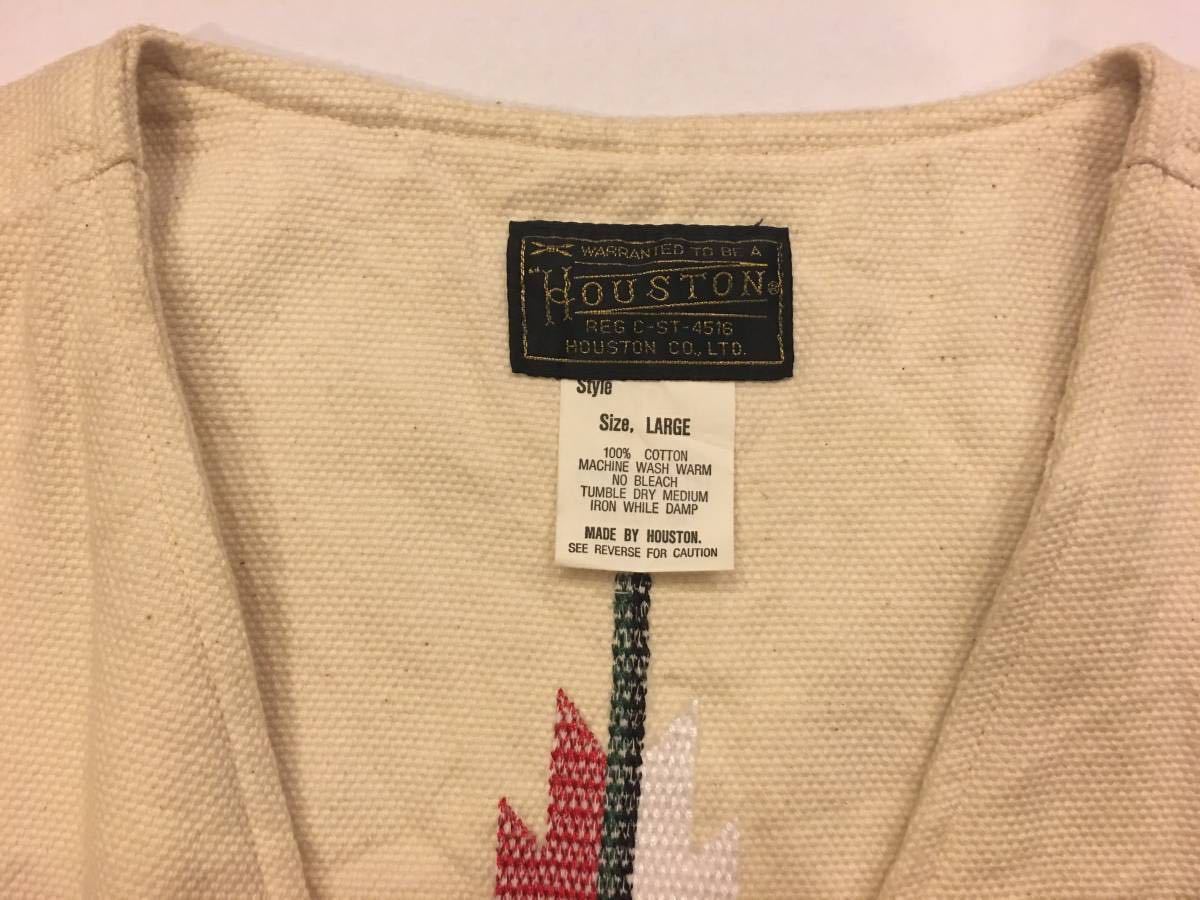 WARRANTED TO BE A
HOUSTON®
REG C-ST-4516
HOUSTON CO., LTD.
Style
Size, LARGE
100% COTTON
MACHINE WASH WARM
NO BLEACH
TUMBLE DRY MEDIUM
IRON WHILE DAMP
MADE BY HOUSTON.
SEE REVERSE FOR CAUTION